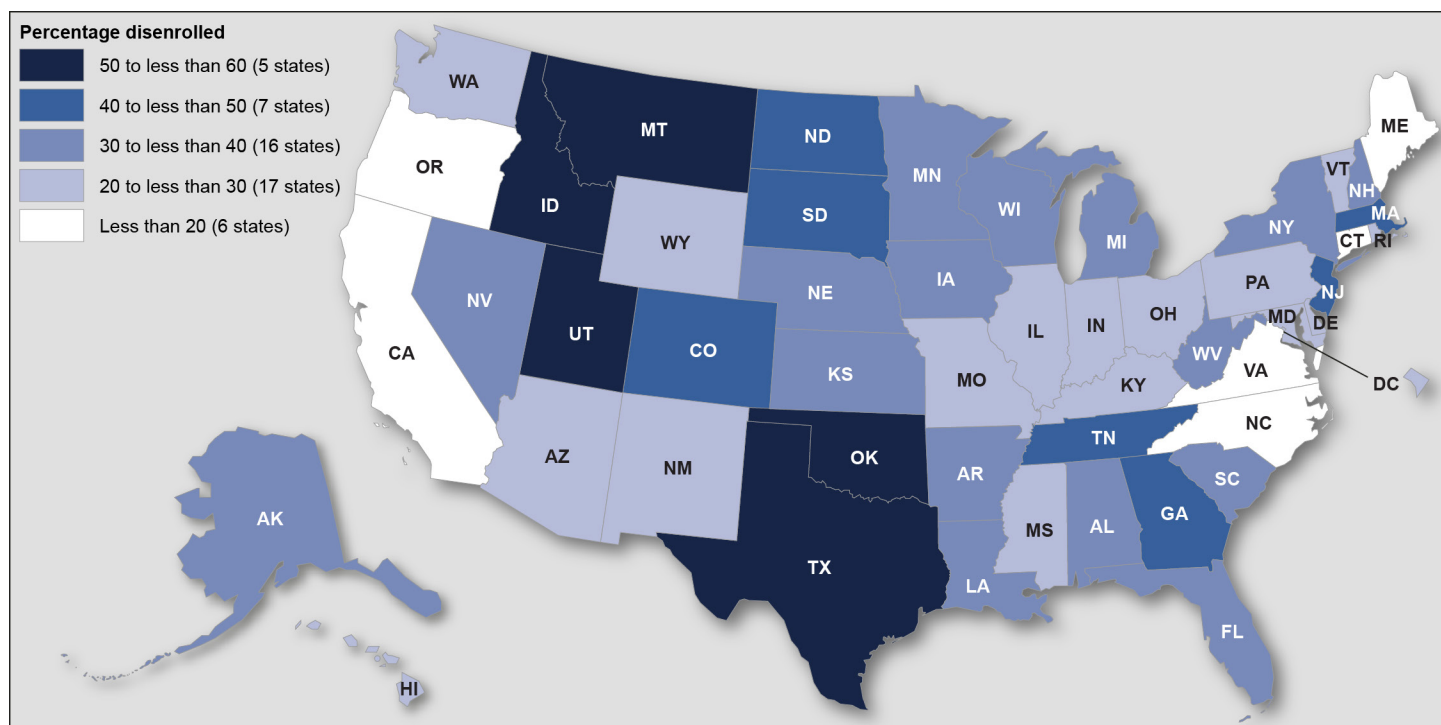 Percentage disenrolled
50 to less than 60 (5 states)
40 to less than 50 (7 states)
30 to less than 40 (16 states)
20 to less than 30 (17 states)
Less than 20 (6 states)
WA
MT
ND
MN
ME
OR
ID
SD
WI
MI
VT
NH
NY
MA
CT
RI
WY
NV
NE
IA
PA
NJ
CA
UT
CO
IL
IN
OH
MD
DE
WV
KS
MO
KY
VA
DC
AZ
NM
OK
AR
TN
NC
SC
AK
TX
LA
MS
AL
GA
FL
HI